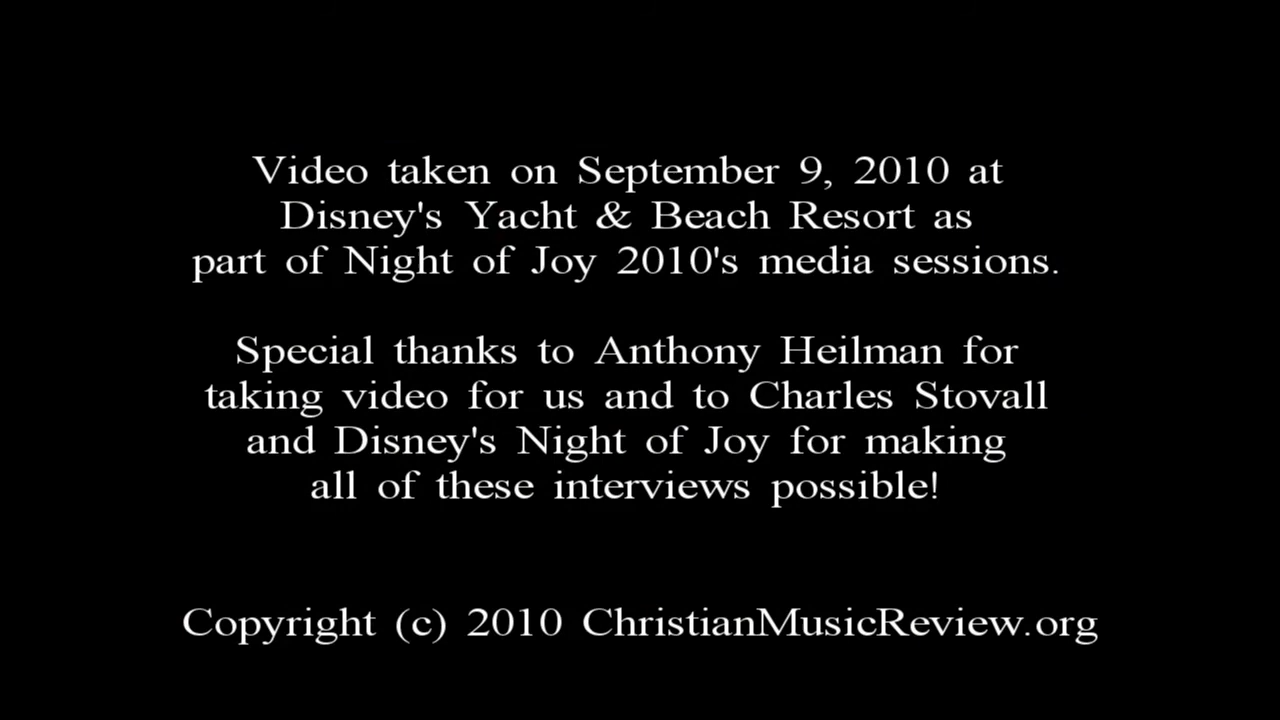 Video taken on September 9, 2010 at
Disney's Yacht & Beach Resort as
part of Night of Joy 2010's media sessions.
Special thanks to Anthony Heilman for
taking video for us and to Charles Stovall
and Disney's Night of Joy for making
all of these interviews possible!
Copyright (c) 2010 ChristianMusicReview.org